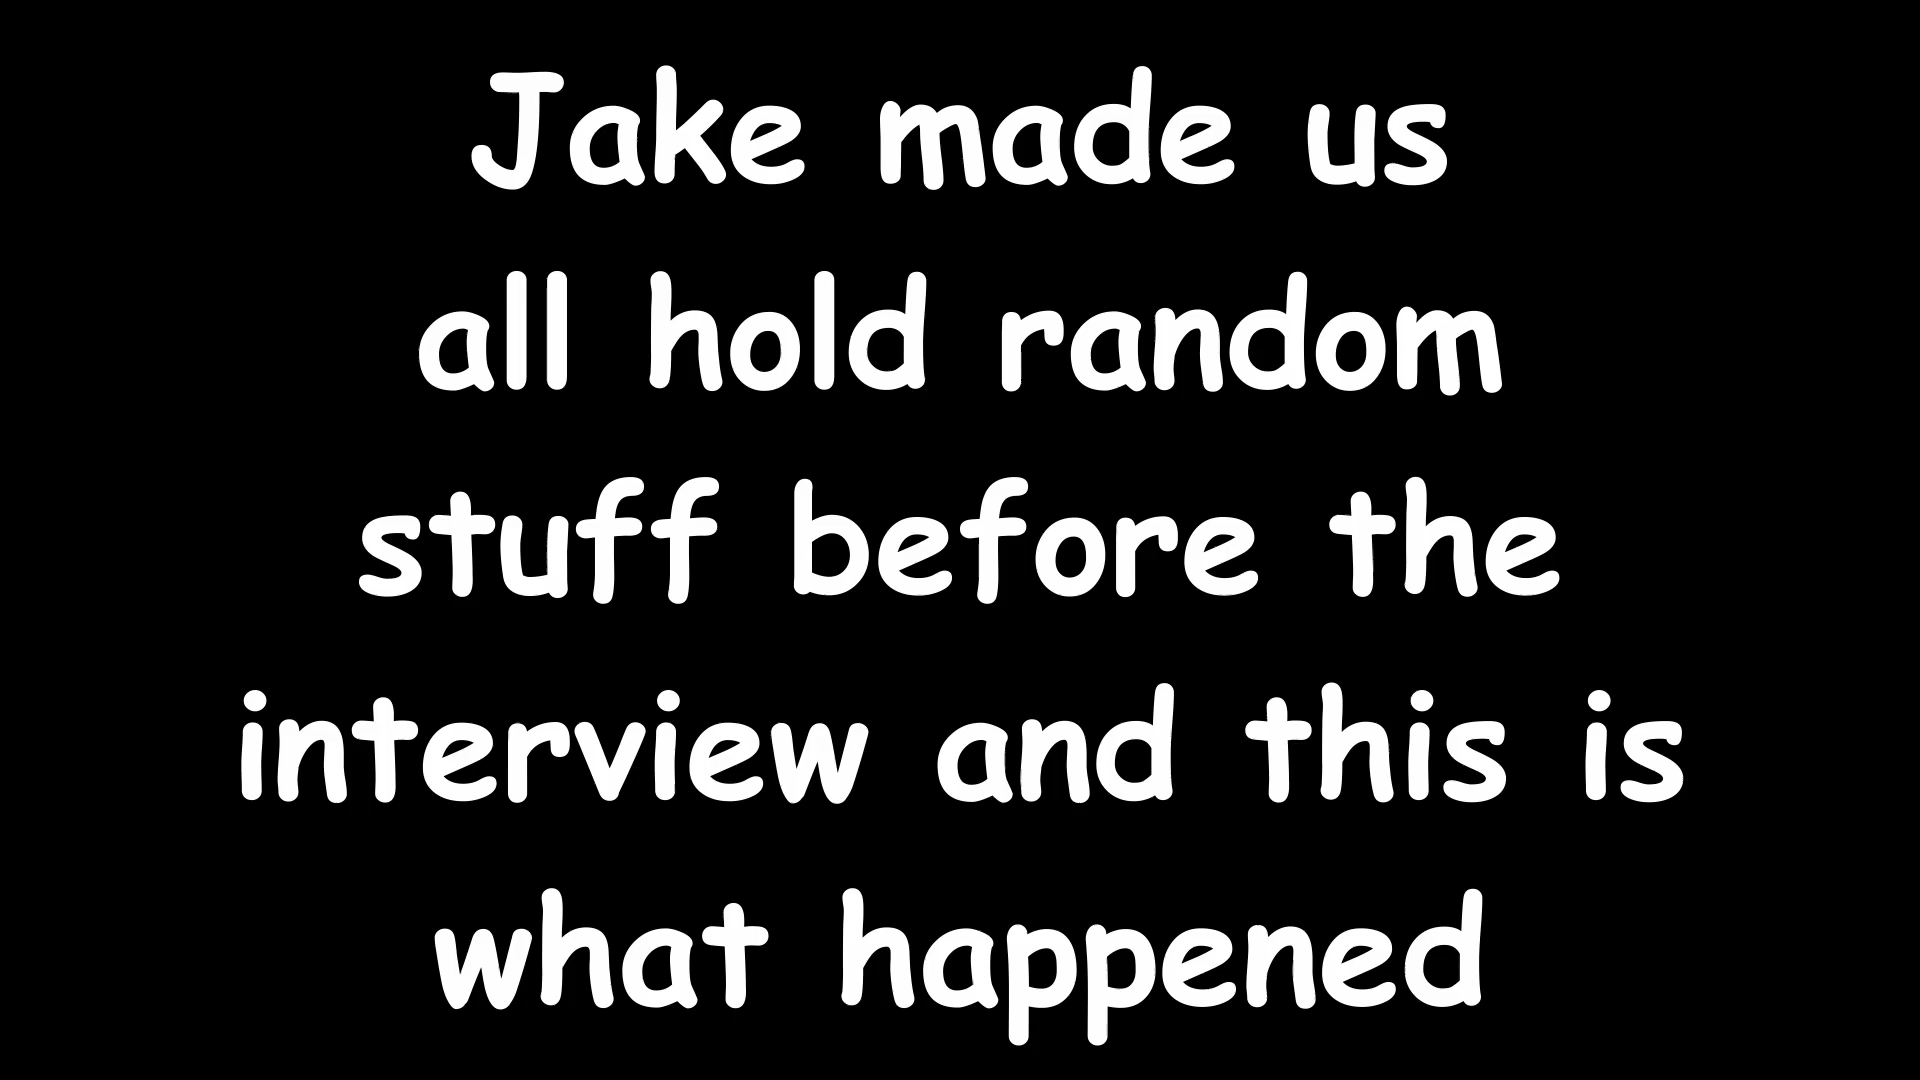 Jake made us
all hold random
stuff before the
interview and this is
what happened